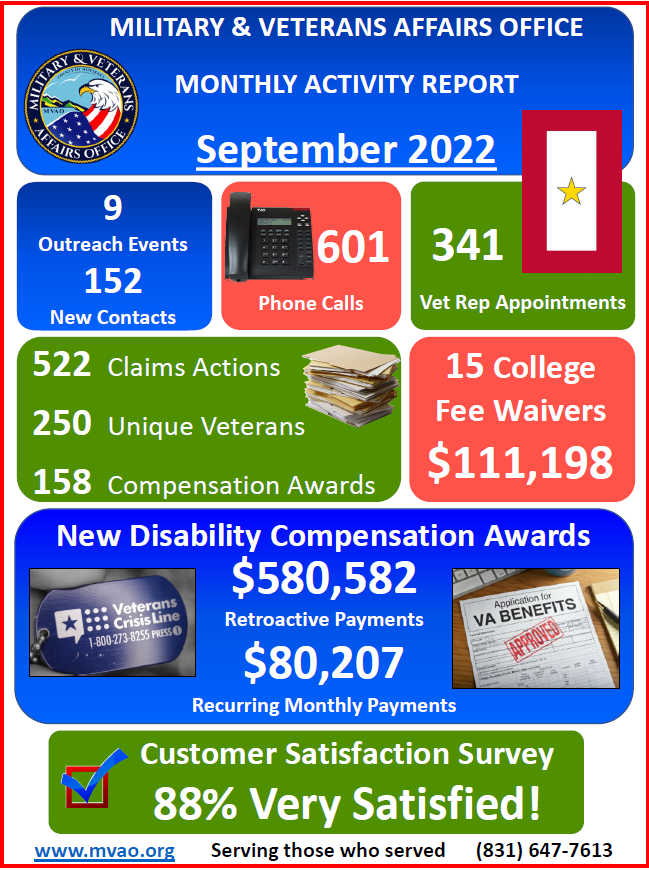 MILITARY & VETERANS AFFAIRS OFFICE
MONTHLY ACTIVITY REPORT
September 2022
MILITARY & VETERANS
MVAO
AFFAIRS OFFICE
9
Outreach Events
152
New Contacts
601
Phone Calls
341
Vet Rep Appointments
522 Claims Actions
250 Unique Veterans
158 Compensation Awards
15 College
Fee Waivers
$111,198
New Disability Compensation Awards
$580,582
Retroactive Payments
$80,207
Recurring Monthly Payments
Veterans
Crisis Line
1-800-273-8255 PRESS 1
Application for
VA BENEFITS
APPROVED
Customer Satisfaction Survey
88% Very Satisfied!
www.mvao.org Serving those who served (831) 647-7613